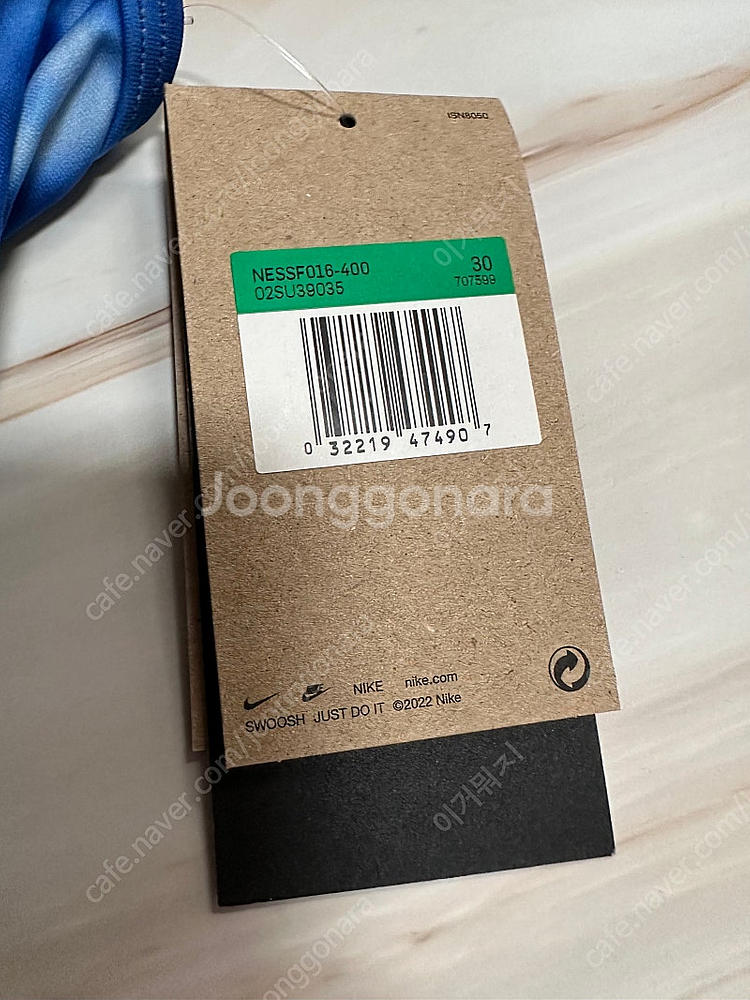 ISN8050
NESSF016-400 30
02SU39035 707599
0 32219 47490 7
Joonggonara
NIKE nike.com
SWOOSH JUST DO IT ©2022 Nike
이거뭐지
cafe.naver.com/joonggonara